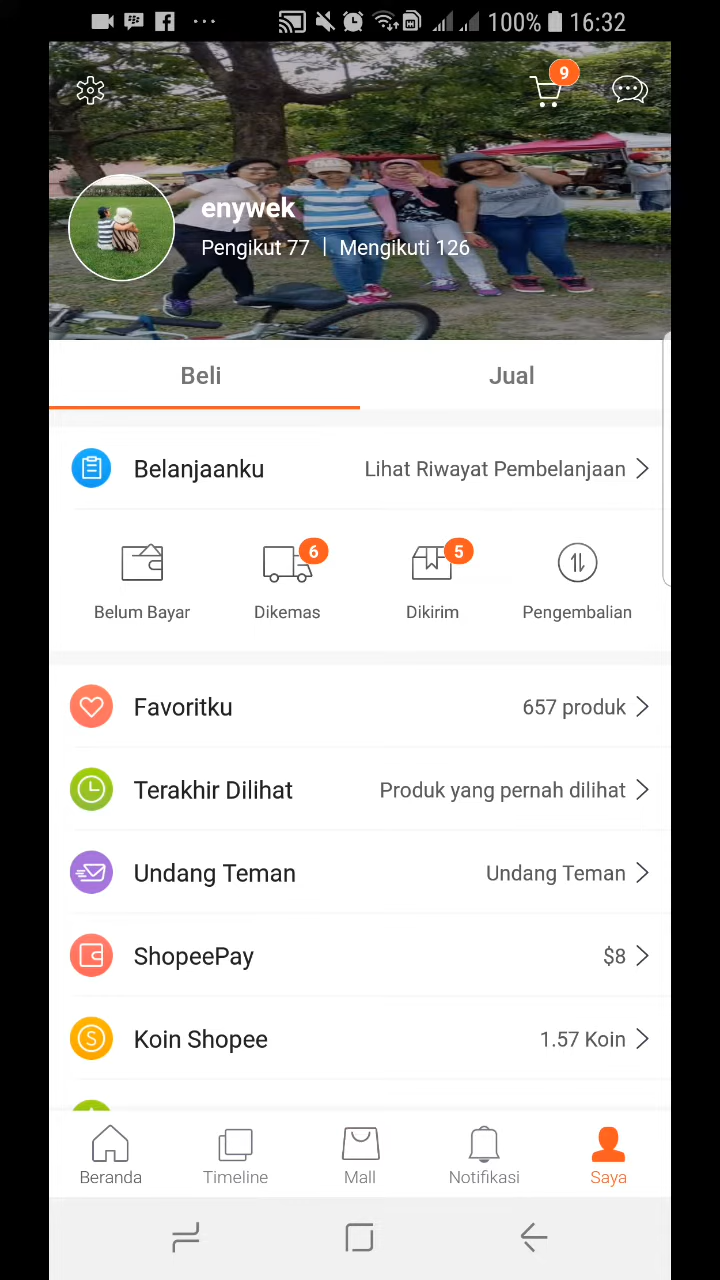 100% 16:32
9
enywek
Pengikut 77 | Mengikuti 126
Beli Jual
Belanjaanku Lihat Riwayat Pembelanjaan
6 5
Belum Bayar Dikemas Dikirim Pengembalian
Favoritku 657 produk
Terakhir Dilihat Produk yang pernah dilihat
Undang Teman Undang Teman
ShopeePay $8
Koin Shopee 1.57 Koin
Beranda Timeline Mall Notifikasi Saya